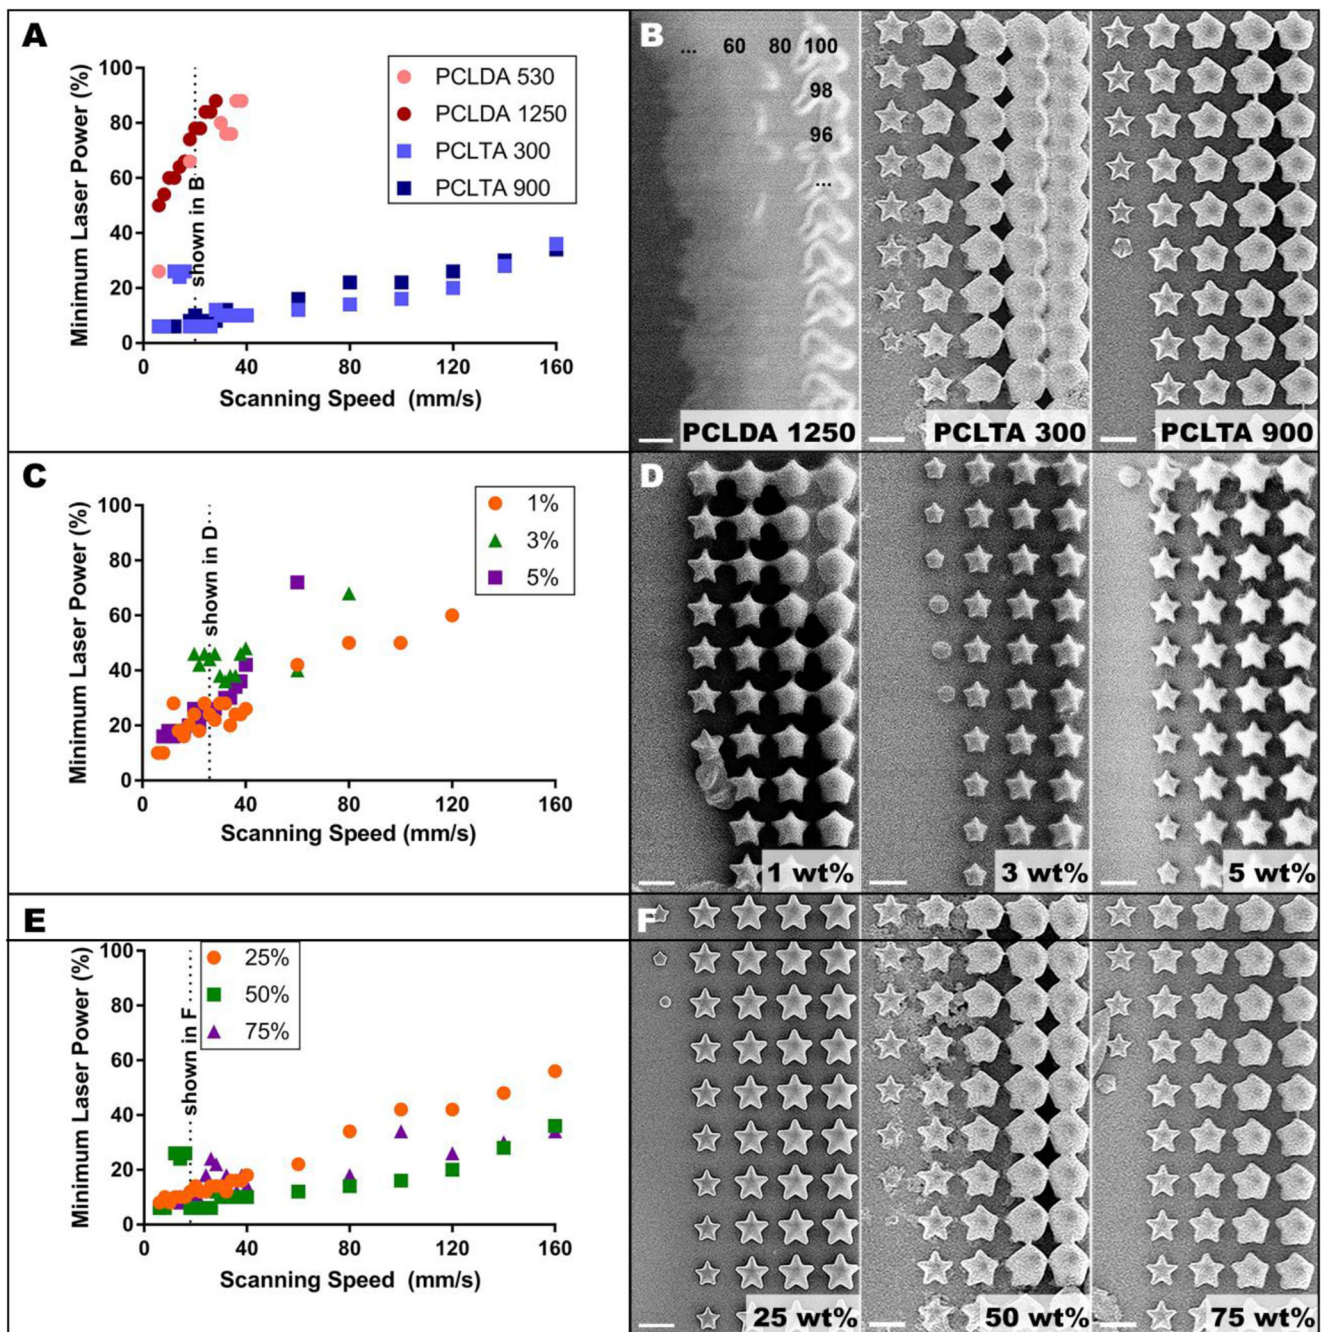 A
Minimum Laser Power (%)
100
80
60
40
20
0
0 40 80 120 160
Scanning Speed (mm/s)
shown in B
PCLDA 530
PCLDA 1250
PCLTA 300
PCLTA 900
B
... 60 80 100
98
96
...
PCLDA 1250
PCLTA 300
PCLTA 900
C
Minimum Laser Power (%)
100
80
60
40
20
0
0 40 80 120 160
Scanning Speed (mm/s)
shown in D
1%
3%
5%
D
1 wt%
3 wt%
5 wt%
E
Minimum Laser Power (%)
100
80
60
40
20
0
0 40 80 120 160
Scanning Speed (mm/s)
shown in F
25%
50%
75%
F
25 wt%
50 wt%
75 wt%